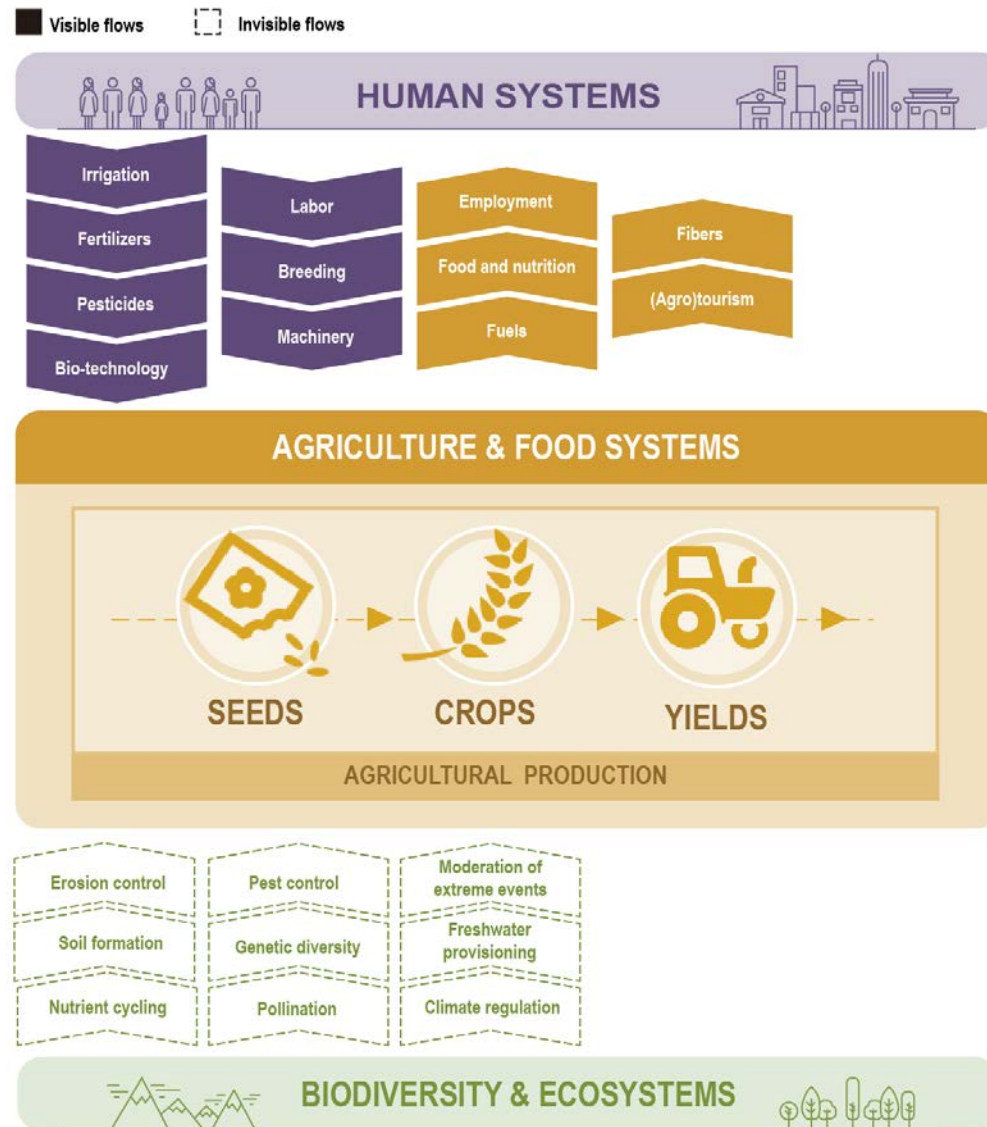 Visible flows
Invisible flows
HUMAN SYSTEMS
Irrigation
Fertilizers
Pesticides
Bio-technology
Labor
Breeding
Machinery
Employment
Food and nutrition
Fuels
Fibers
(Agro)tourism
AGRICULTURE & FOOD SYSTEMS
SEEDS
CROPS
YIELDS
AGRICULTURAL PRODUCTION
Erosion control
Soil formation
Nutrient cycling
Pest control
Genetic diversity
Pollination
Moderation of
extreme events
Freshwater
provisioning
Climate regulation
BIODIVERSITY & ECOSYSTEMS